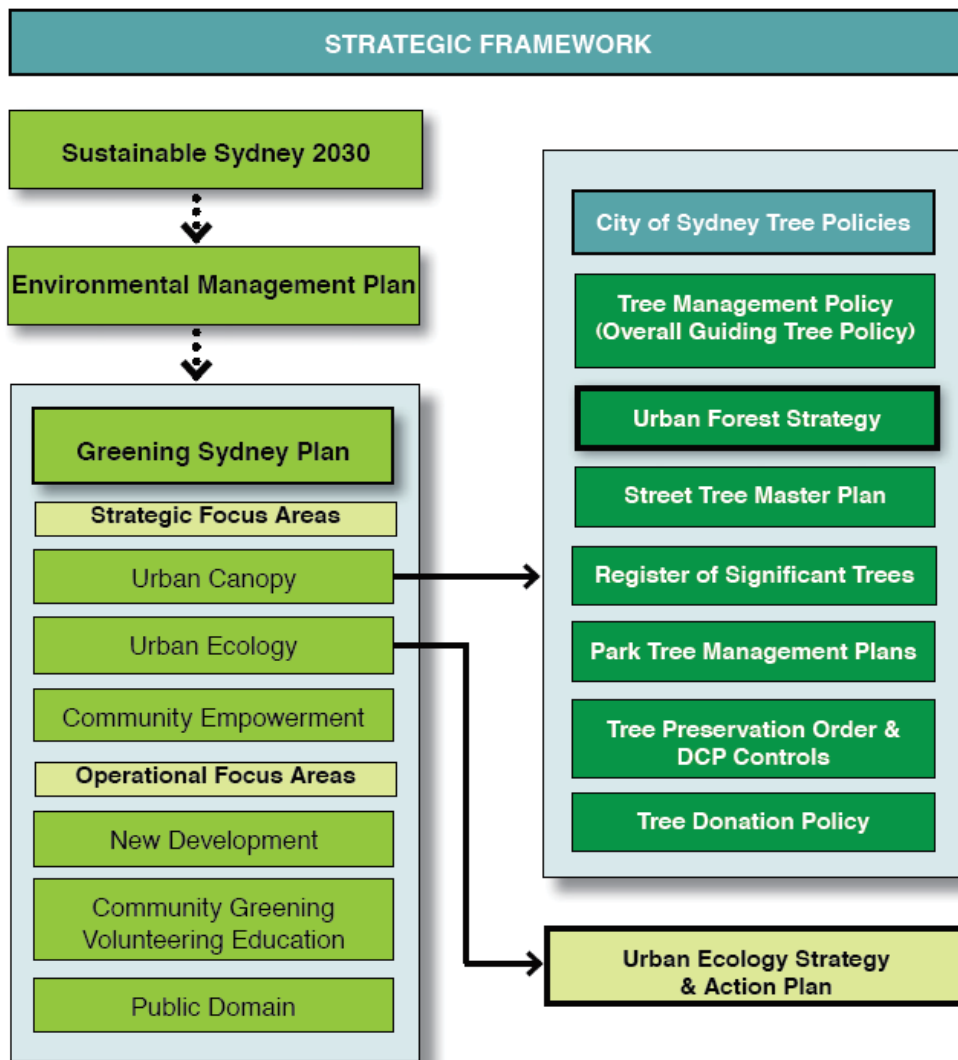 STRATEGIC FRAMEWORK
Sustainable Sydney 2030
Environmental Management Plan
Greening Sydney Plan
Strategic Focus Areas
Urban Canopy
Urban Ecology
Community Empowerment
Operational Focus Areas
New Development
Community Greening
Volunteering Education
Public Domain
City of Sydney Tree Policies
Tree Management Policy
(Overall Guiding Tree Policy)
Urban Forest Strategy
Street Tree Master Plan
Register of Significant Trees
Park Tree Management Plans
Tree Preservation Order &
DCP Controls
Tree Donation Policy
Urban Ecology Strategy
& Action Plan